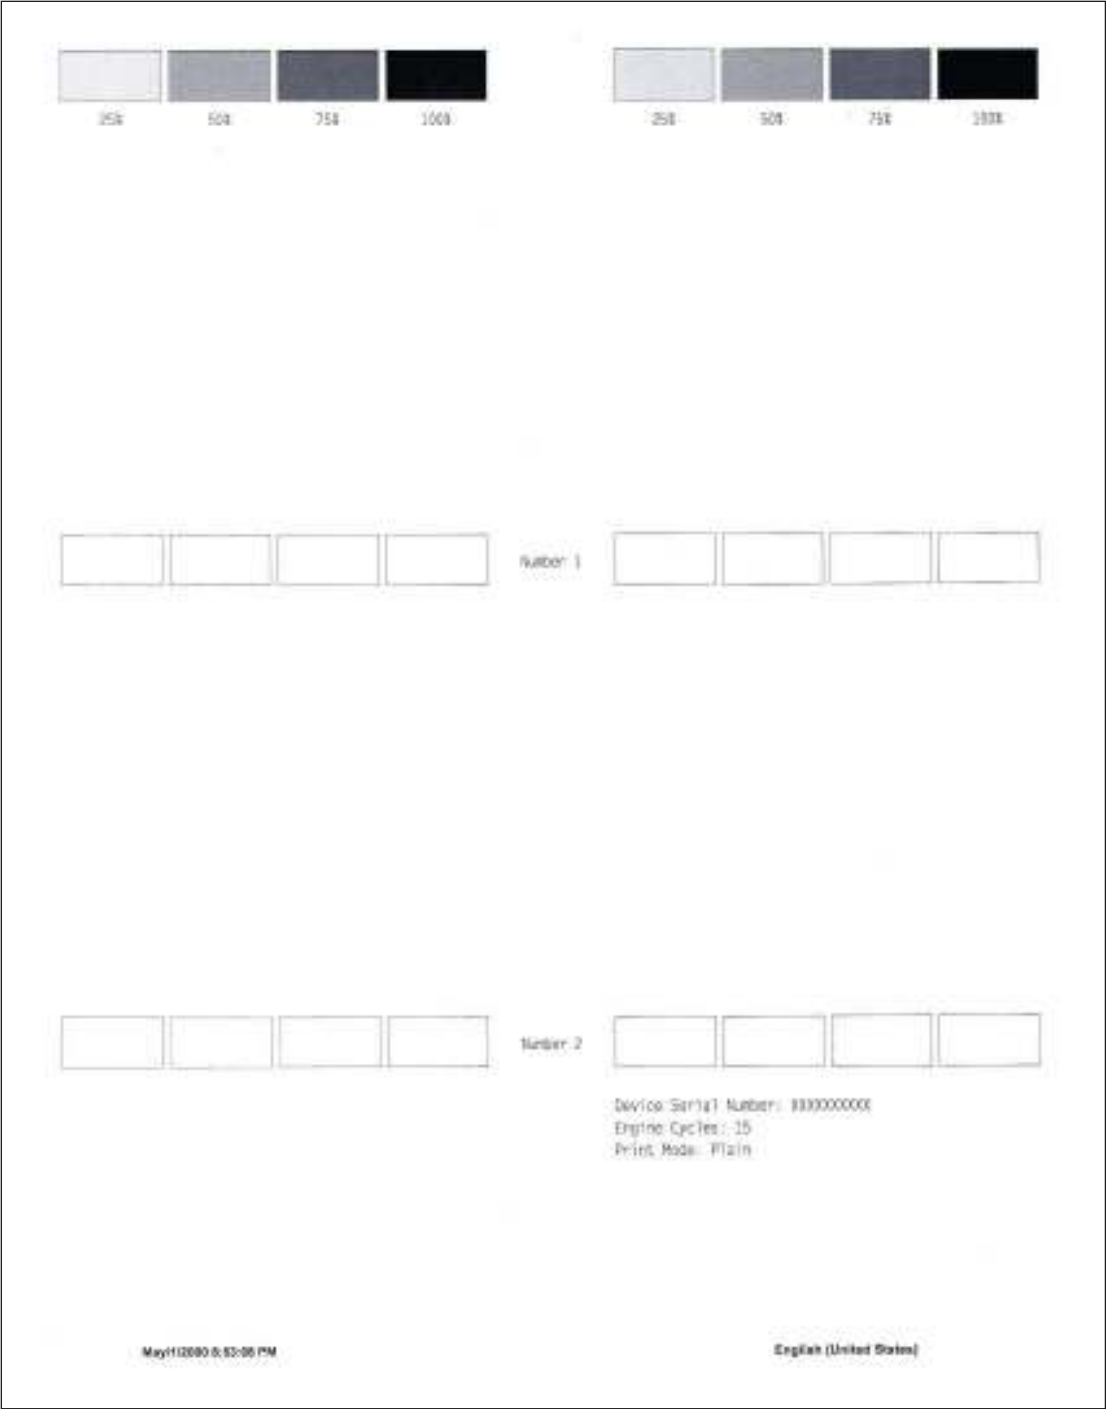 25% 50% 75% 100% 25% 50% 75% 100%
Number 1
Number 2
Device Serial Number:
Engine Cycles: 15
Print Mode: Plain
PM
English (United States)